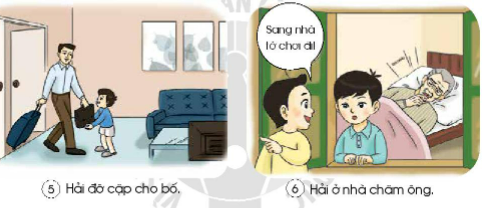 Sang nhà
tớ chơi đi!
5 Hải đỡ cặp cho bố.
6 Hải ở nhà chăm ông.